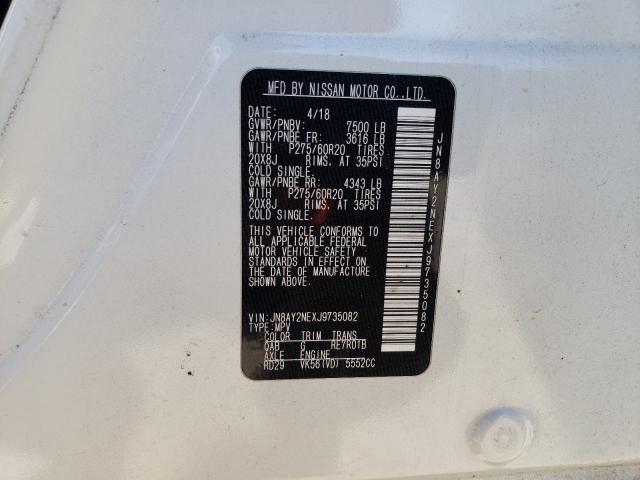 MFD BY NISSAN MOTOR CO.,LTD.
DATE: 4/18
GVWR/PNBV: 7500 LB
GAWR/PNBE FR: 3616 LB
WITH P275/60R20 TIRES
20X8J RIMS. AT 35PSI
COLD SINGLE.
GAWR/PNBE RR: 4343 LB
WITH P275/60R20 TIRES
20X8J RIMS. AT 35PSI
COLD SINGLE.
THIS VEHICLE CONFORMS TO
ALL APPLICABLE FEDERAL
MOTOR VEHICLE SAFETY
STANDARDS IN EFFECT ON
THE DATE OF MANUFACTURE
SHOWN ABOVE.
VIN:JN8AY2NEXJ9735082
TYPE:MPV
COLOR TRIM TRANS
QAB G RE7R01B
AXLE ENGINE
RD29 VK56(VD) 5552CC
JN8AY2NEXJ9735082